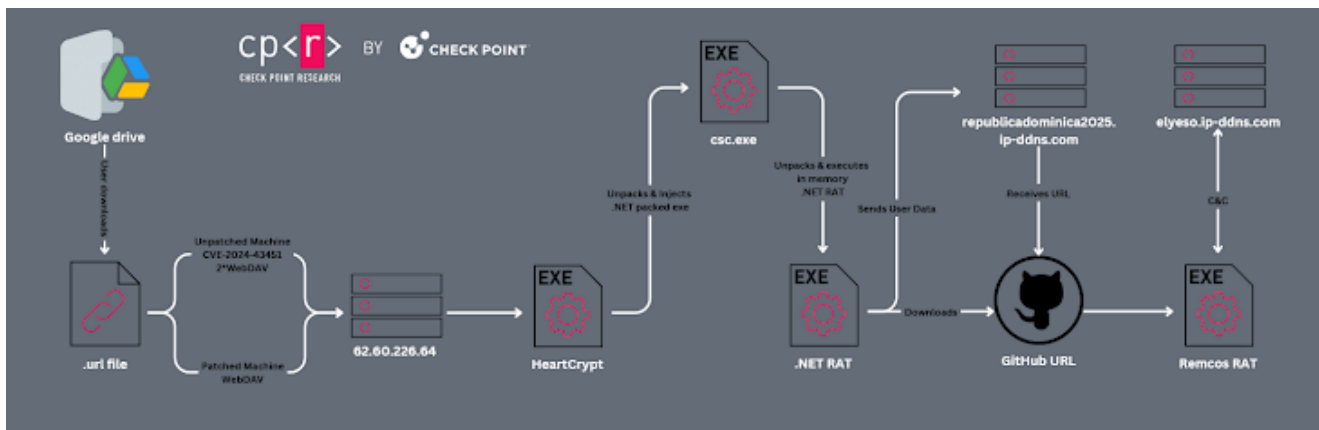 cp<r> BY CHECK POINT
CHECK POINT RESEARCH
Google drive
User downloads
.url file
Unpatched Machine
CVE-2024-43451
2*WebDAV
Patched Machine
WebDAV
62.60.226.64
EXE
HeartCrypt
Unpacks & Injects
.NET packed exe
EXE
csc.exe
Unpacks & executes
in memory
.NET RAT
EXE
.NET RAT
Sends User Data
Downloads
republicadominica2025.
ip-ddns.com
Receives URL
GitHub URL
elyeso.ip-ddns.com
C&C
EXE
Remcos RAT